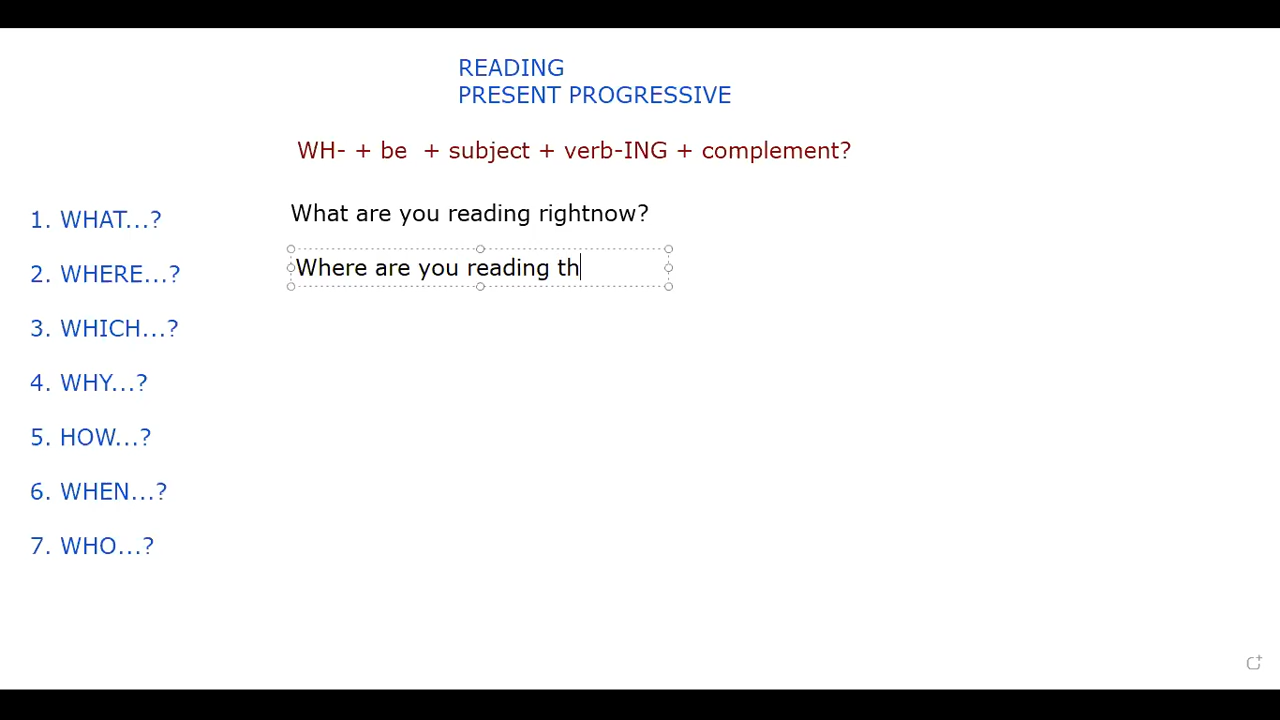 READING
PRESENT PROGRESSIVE
WH- + be + subject + verb-ING + complement?
1. WHAT...?
What are you reading rightnow?
2. WHERE...?
Where are you reading th
3. WHICH...?
4. WHY...?
5. HOW...?
6. WHEN...?
7. WHO...?